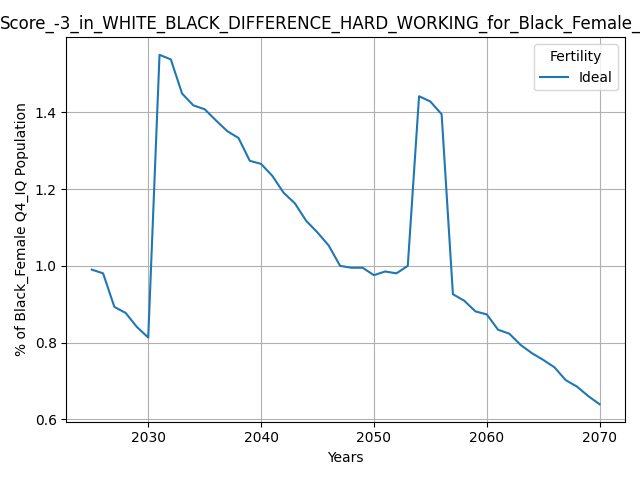 Score_-3_in_WHITE_BLACK_DIFFERENCE_HARD_WORKING_for_Black_Female_
Fertility
Ideal
% of Black_Female Q4_IQ Population
1.4
1.2
1.0
0.8
0.6
2030 2040 2050 2060 2070
Years